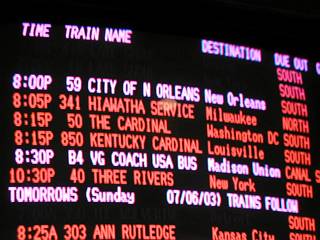 TIME TRAIN NAME DESTINATION DUE OUT
SOUTH
8:00P 59 CITY OF N ORLEANS New Orleans SOUTH
8:05P 341 HIAWATHA SERVICE Milwaukee NORTH
8:15P 50 THE CARDINAL Washington DC SOUTH
8:15P 850 KENTUCKY CARDINAL Louisville SOUTH
8:30P B4 VG COACH USA BUS Madison Union CANAL S
10:30P 40 THREE RIVERS New York SOUTH
TOMORROWS (Sunday 07/06/03) TRAINS FOLLOW
8:25A 303 ANN RUTLEDGE Kansas City SOUTH